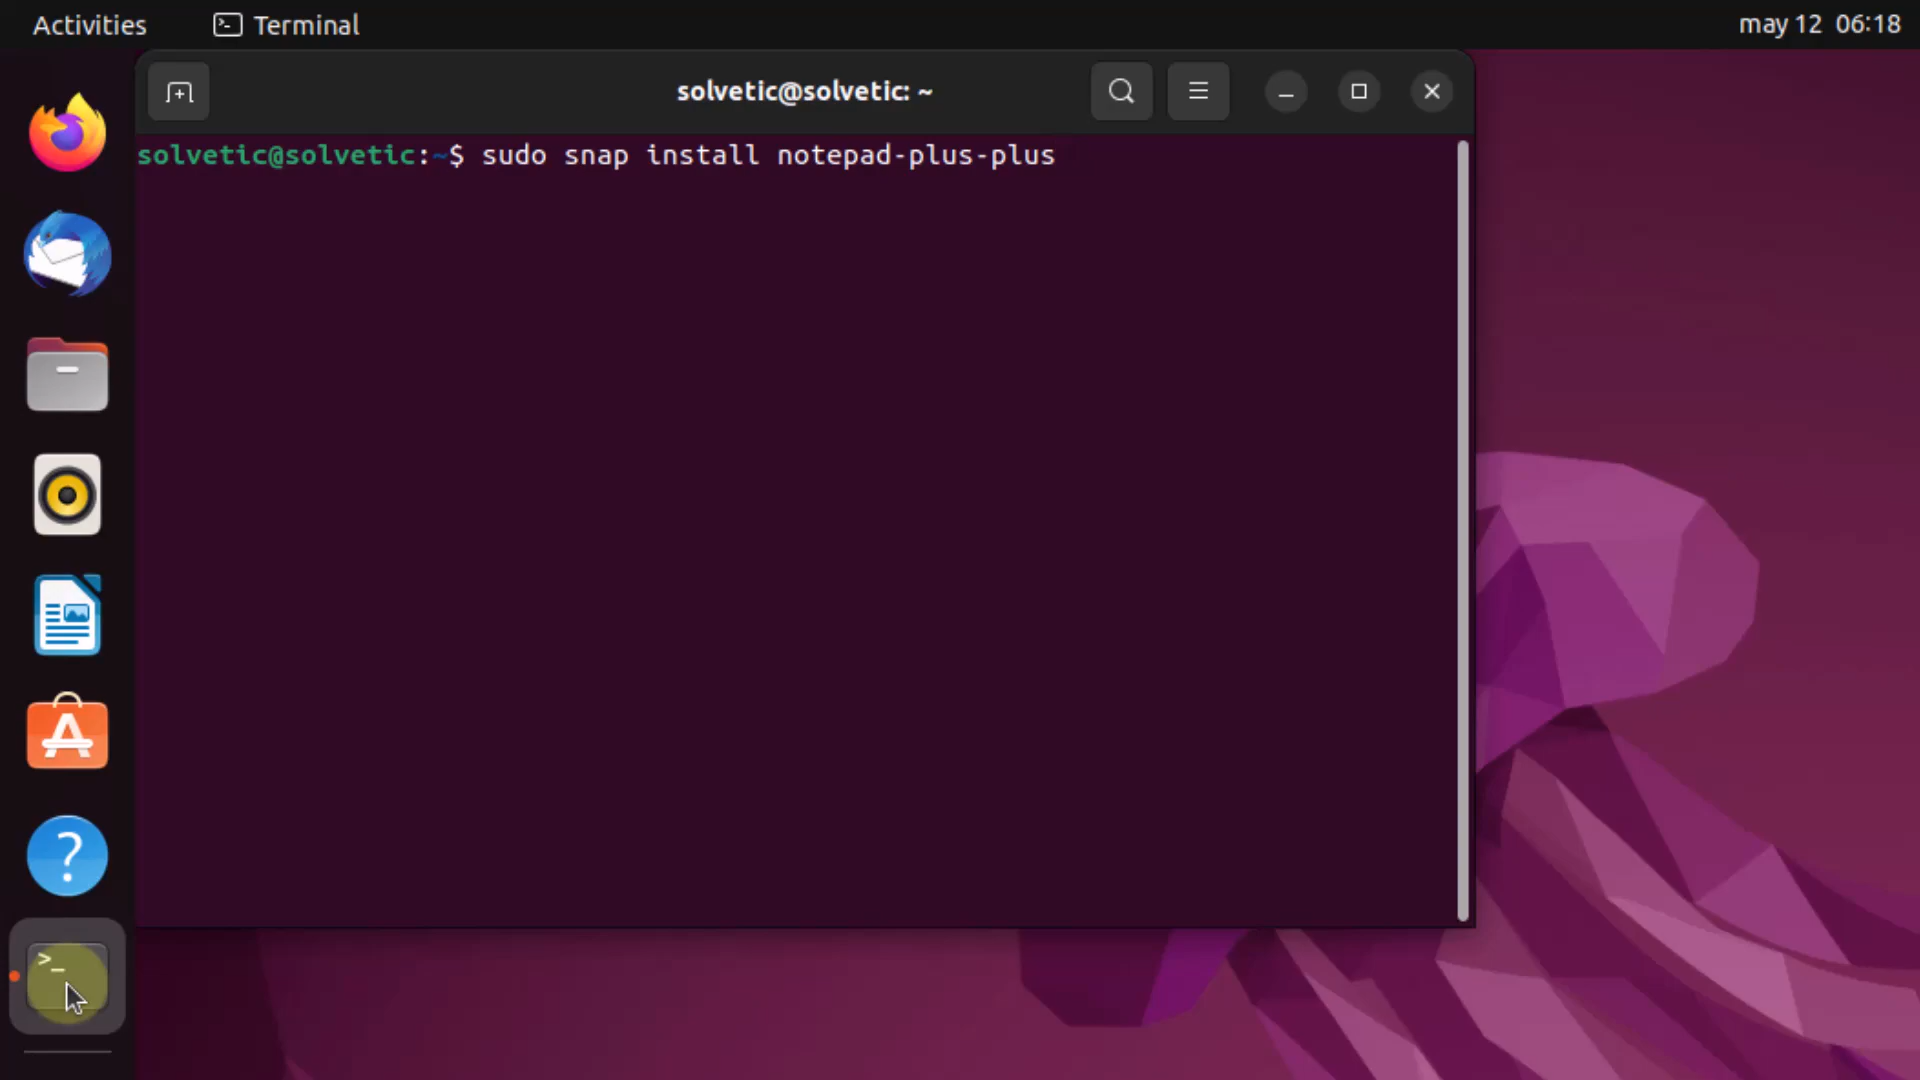 Activities
Terminal
may 12 06:18
solvetic@solvetic: ~
solvetic@solvetic:~$ sudo snap install notepad-plus-plus